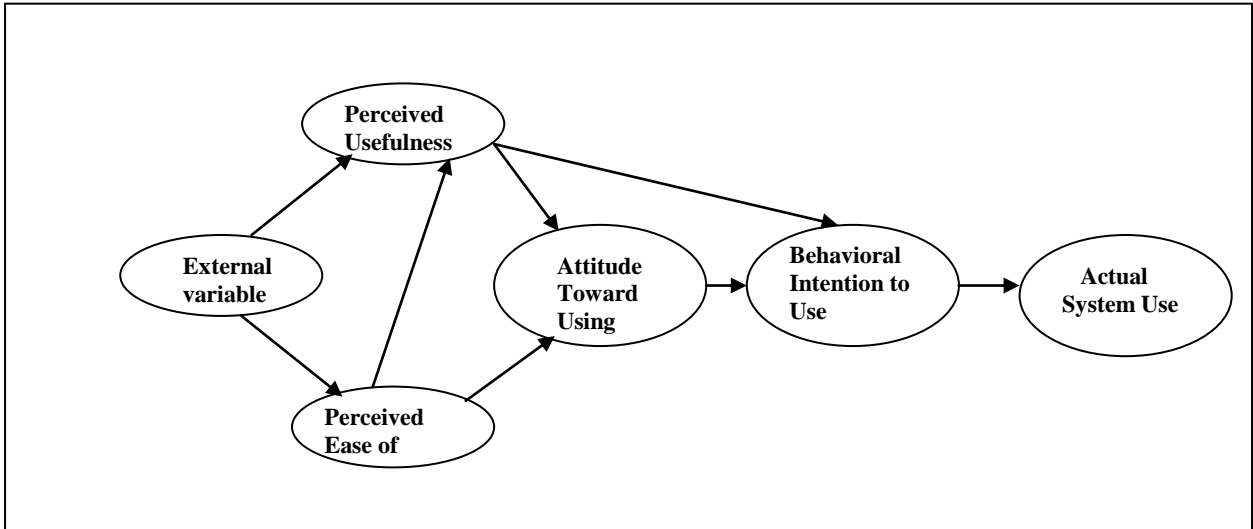 Perceived
Usefulness
External
variable
Attitude
Toward
Using
Behavioral
Intention to
Use
Actual
System Use
Perceived
Ease of